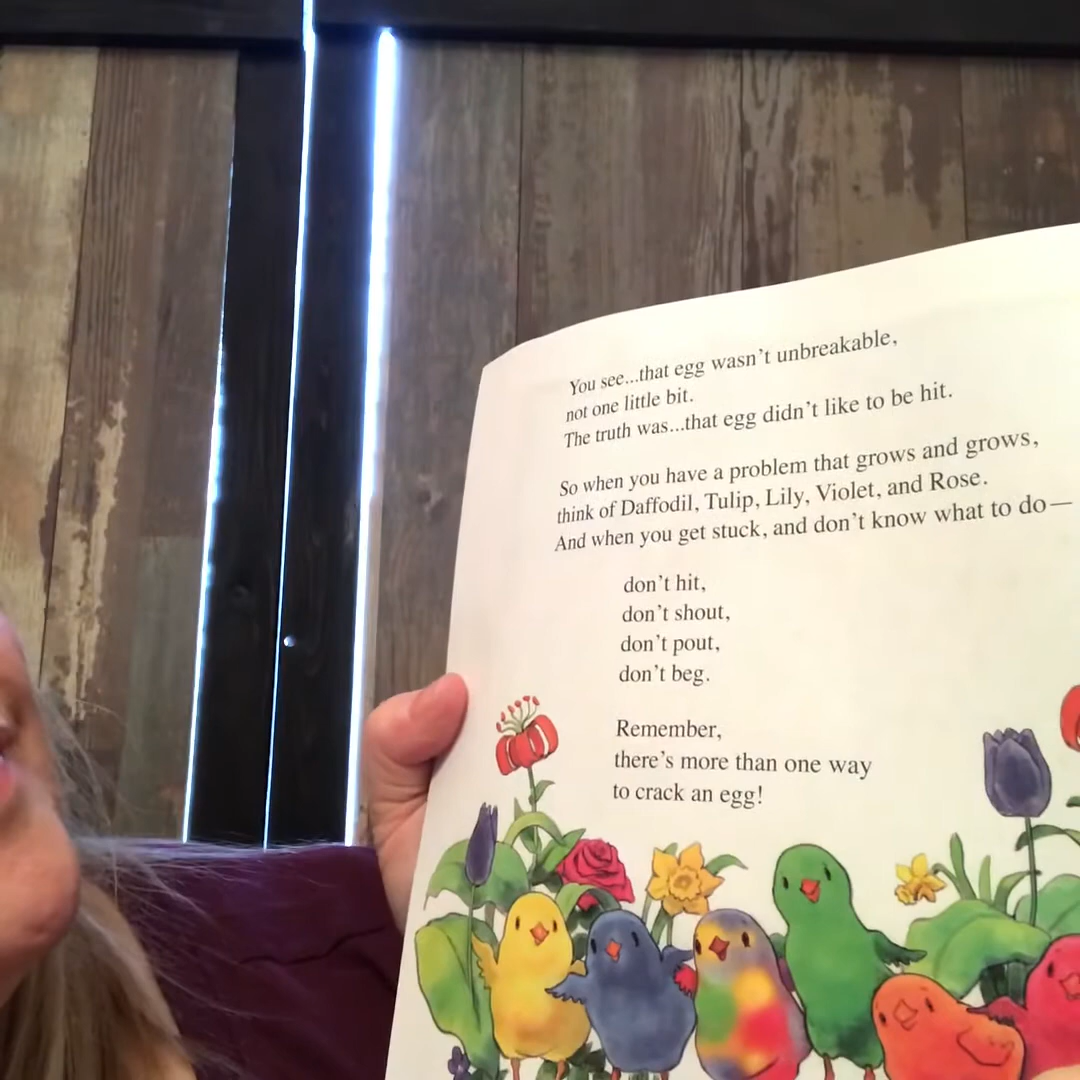 You see...that egg wasn't unbreakable,
not one little bit.
The truth was...that egg didn't like to be hit.
So when you have a problem that grows and grows,
think of Daffodil, Tulip, Lily, Violet, and Rose.
And when you get stuck, and don't know what to do—
don't hit,
don't shout,
don't pout,
don't beg.
Remember,
there's more than one way
to crack an egg!